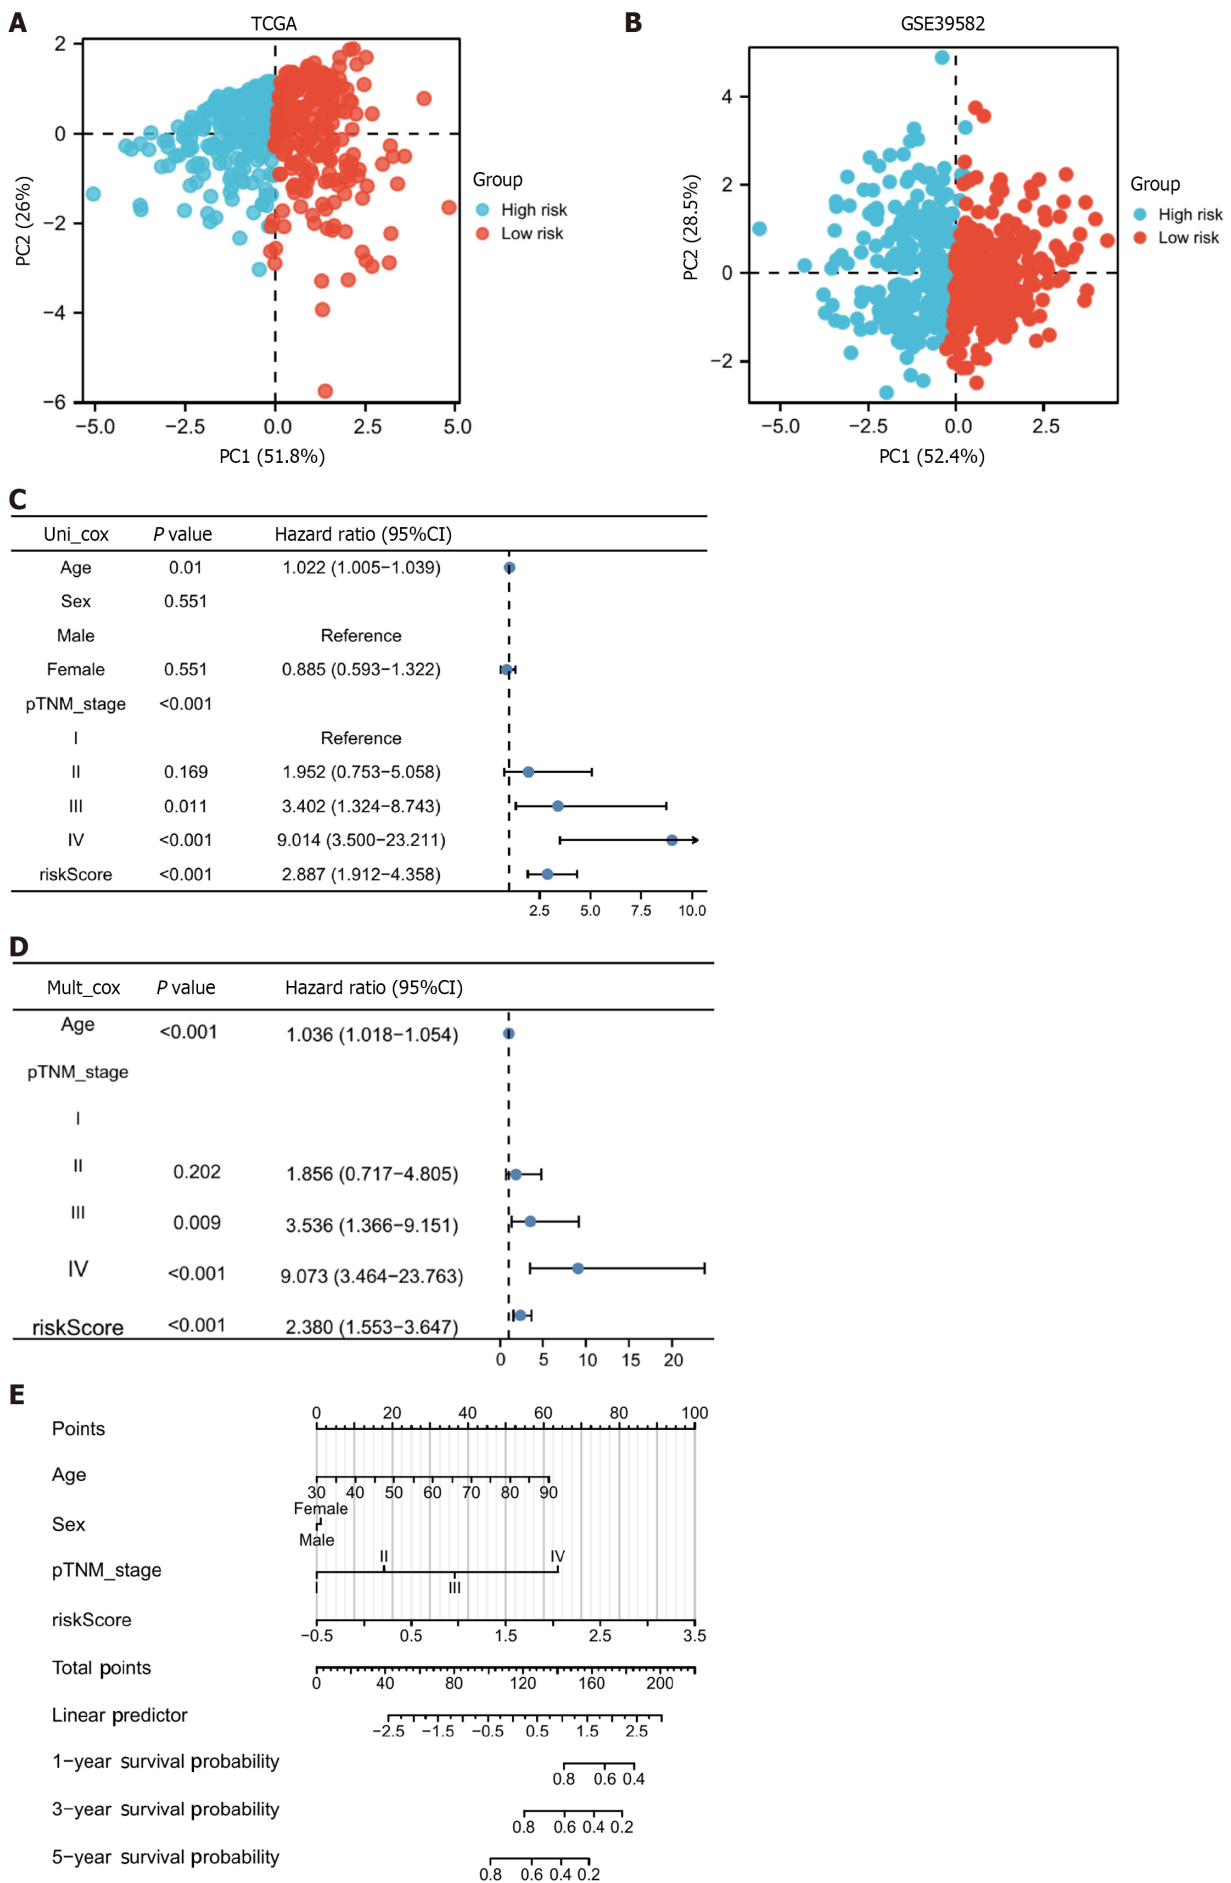 A
TCGA
2
0
−2
−4
−6
−5.0 −2.5 0.0 2.5 5.0
PC1 (51.8%)
PC2 (26%)
Group
High risk
Low risk
B
GSE39582
4
2
0
−2
−5.0 −2.5 0.0 2.5
PC1 (52.4%)
PC2 (28.5%)
Group
High risk
Low risk
C
Uni_cox P value Hazard ratio (95%CI)
Age 0.01 1.022 (1.005−1.039)
Sex 0.551
Male Reference
Female 0.551 0.885 (0.593−1.322)
pTNM_stage <0.001
I Reference
II 0.169 1.952 (0.753−5.058)
III 0.011 3.402 (1.324−8.743)
IV <0.001 9.014 (3.500−23.211)
riskScore <0.001 2.887 (1.912−4.358)
2.5 5.0 7.5 10.0
D
Mult_cox P value Hazard ratio (95%CI)
Age <0.001 1.036 (1.018−1.054)
pTNM_stage
I
II 0.202 1.856 (0.717−4.805)
III 0.009 3.536 (1.366−9.151)
IV <0.001 9.073 (3.464−23.763)
riskScore <0.001 2.380 (1.553−3.647)
0 5 10 15 20
E
0 20 40 60 80 100
Points
Age
30 40 50 60 70 80 90
Female
Sex
Male
II IV
pTNM_stage
I III
riskScore
−0.5 0.5 1.5 2.5 3.5
Total points
0 40 80 120 160 200
Linear predictor
−2.5 −1.5 −0.5 0.5 1.5 2.5
1−year survival probability
0.8 0.6 0.4
3−year survival probability
0.8 0.6 0.4 0.2
5−year survival probability
0.8 0.6 0.4 0.2